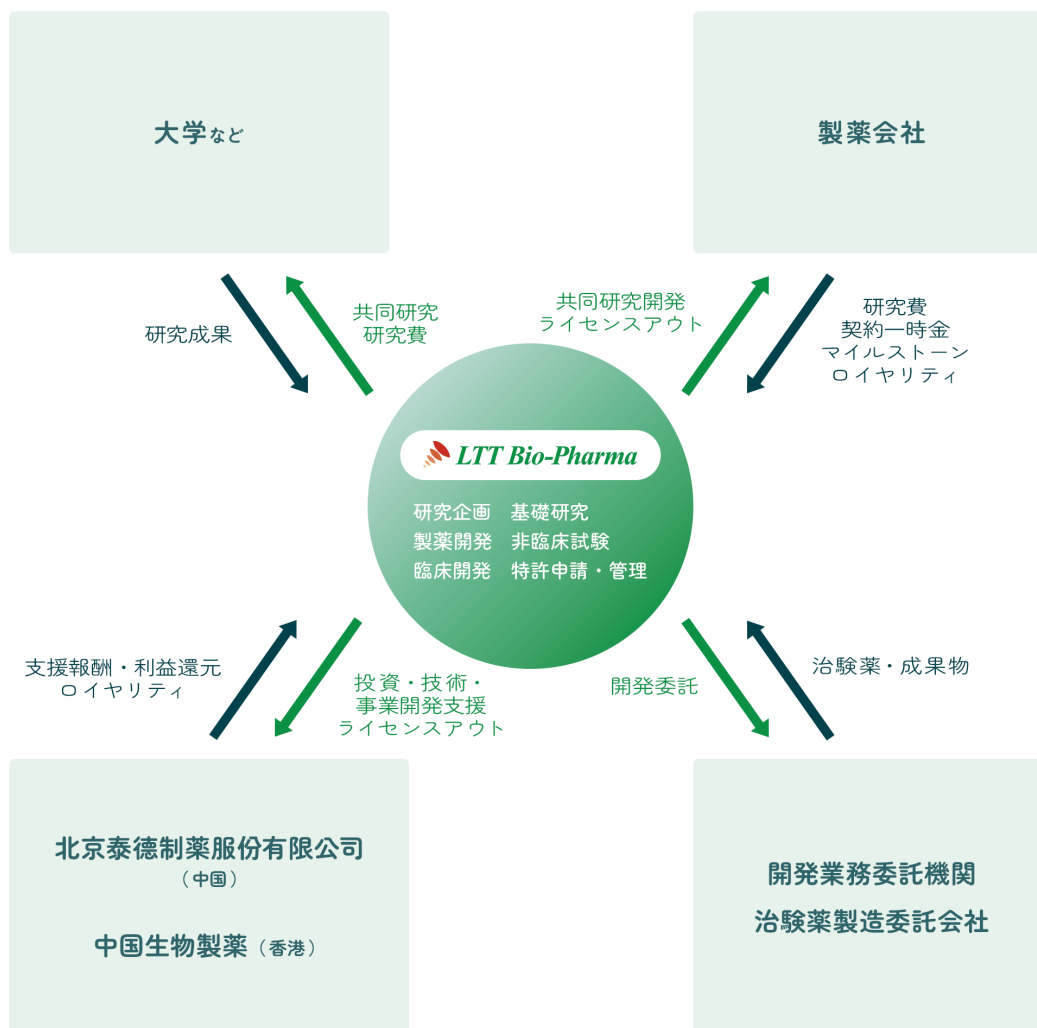 大学など
製薬会社
研究成果
共同研究
研究費
共同研究開発
ライセンスアウト
研究費
契約一時金
マイルストーン
ロイヤリティ
LTT Bio-Pharma
研究企画 基礎研究
製薬開発 非臨床試験
臨床開発 特許申請・管理
支援報酬・利益還元
ロイヤリティ
投資・技術・
事業開発支援
ライセンスアウト
開発委託
治験薬・成果物
北京泰德制薬服份有限公司
（中国）
中国生物製薬（香港）
開発業務委託機関
治験薬製造委託会社